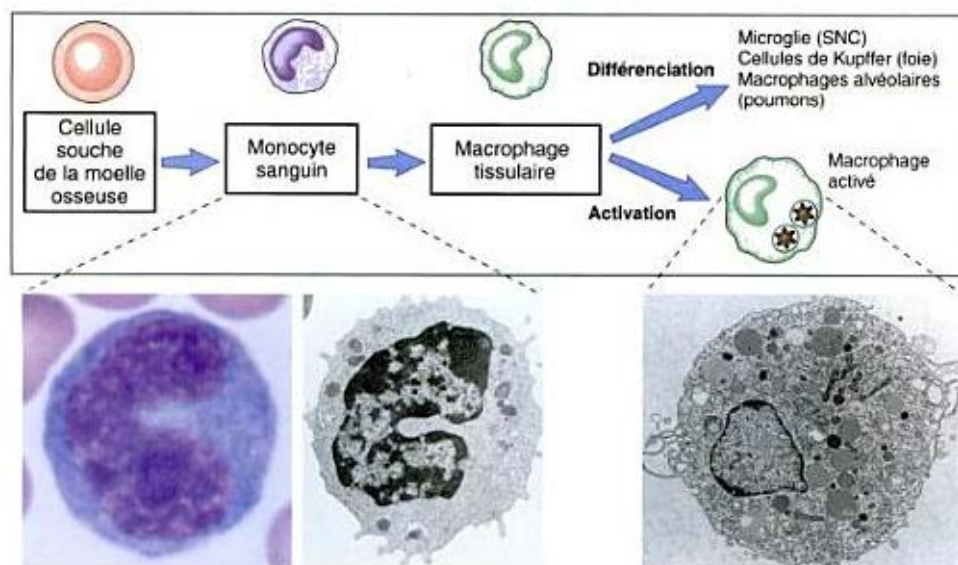 Cellule
souche
de la moelle
osseuse
Monocyte
sanguin
Macrophage
tissulaire
Différenciation
Activation
Microglie (SNC)
Cellules de Kupffer (foie)
Macrophages alvéolaires
(poumons)
Macrophage
activé